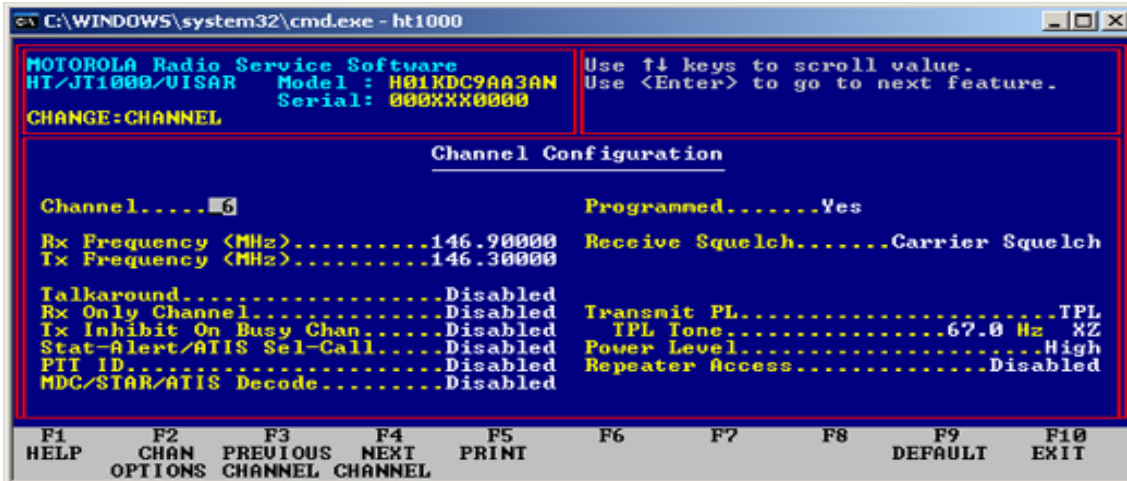 C:\WINDOWS\system32\cmd.exe - ht1000
MOTOROLA Radio Service Software
HT/JT1000/VISAR Model : H01KDC9AA3AN
Serial: 000XXX0000
CHANGE:CHANNEL
Use ↑↓ keys to scroll value.
Use <Enter> to go to next feature.
Channel Configuration
Channel.....6 Programmed.......Yes
Rx Frequency (MHz)..........146.90000 Receive Squelch.......Carrier Squelch
Tx Frequency (MHz)..........146.30000
Talkaround...................Disabled
Rx Only Channel..............Disabled Transmit PL......................TPL
Tx Inhibit On Busy Chan.....Disabled TPL Tone..................67.0 Hz XZ
Stat-Alert/ATIS Sel-Call.....Disabled Power Level.....................High
PTT ID.......................Disabled Repeater Access..............Disabled
MDC/STAR/ATIS Decode.........Disabled
F1 F2 F3 F4 F5 F6 F7 F8 F9 F10
HELP CHAN PREVIOUS NEXT PRINT DEFAULT EXIT
OPTIONS CHANNEL CHANNEL